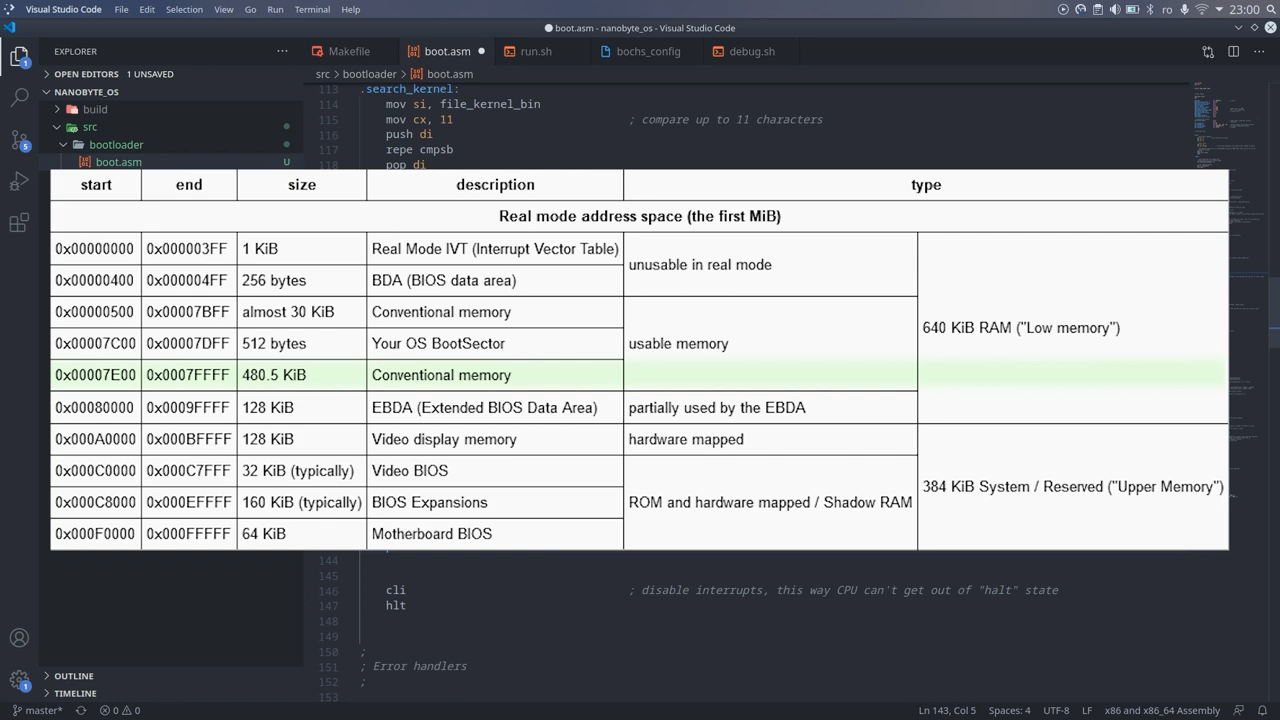 Visual Studio Code File Edit Selection View Go Run Terminal Help ro 23:00
boot.asm - nanobyte_os - Visual Studio Code
EXPLORER Makefile boot.asm run.sh bochs_config debug.sh
OPEN EDITORS 1 UNSAVED src > bootloader > boot.asm
NANOBYTE_OS
build
src
bootloader
boot.asm U
113 .search_kernel:
114 mov si, file_kernel_bin
115 mov cx, 11 ; compare up to 11 characters
116 push di
117 repe cmpsb
118 pop di
start end size description type
Real mode address space (the first MiB)
0x00000000 0x000003FF 1 KiB Real Mode IVT (Interrupt Vector Table)
unusable in real mode
0x00000400 0x000004FF 256 bytes BDA (BIOS data area)
0x00000500 0x00007BFF almost 30 KiB Conventional memory
640 KiB RAM ("Low memory")
0x00007C00 0x00007DFF 512 bytes Your OS BootSector usable memory
0x00007E00 0x0007FFFF 480.5 KiB Conventional memory
0x00080000 0x0009FFFF 128 KiB EBDA (Extended BIOS Data Area) partially used by the EBDA
0x000A0000 0x000BFFFF 128 KiB Video display memory hardware mapped
0x000C0000 0x000C7FFF 32 KiB (typically) Video BIOS
384 KiB System / Reserved ("Upper Memory")
0x000C8000 0x000EFFFF 160 KiB (typically) BIOS Expansions ROM and hardware mapped / Shadow RAM
0x000F0000 0x000FFFFF 64 KiB Motherboard BIOS
144
145
146 cli ; disable interrupts, this way CPU can't get out of "halt" state
147 hlt
148
149
150 ;
151 ; Error handlers
152 ;
153
OUTLINE
TIMELINE
master* 0 0 Ln 143, Col 5 Spaces: 4 UTF-8 LF x86 and x86_64 Assembly